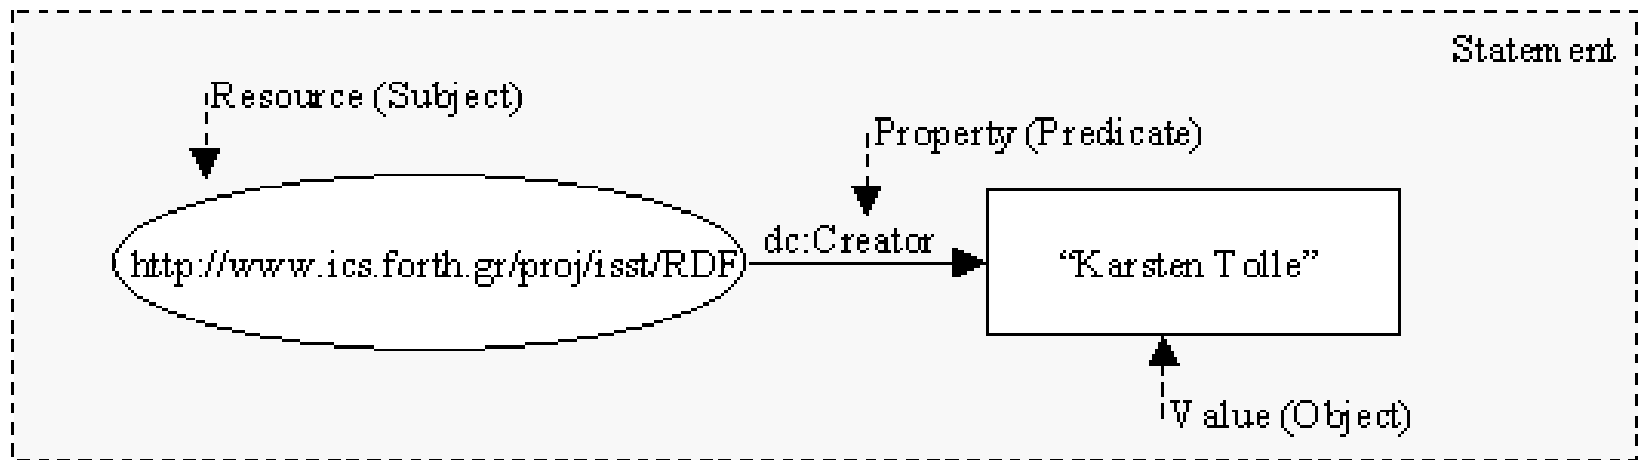 Statement
Resource (Subject)
Property (Predicate)
http://www.ics.forth.gr/proj/isst/RDF
dc:Creator
“Karsten Tolle”
Value (Object)